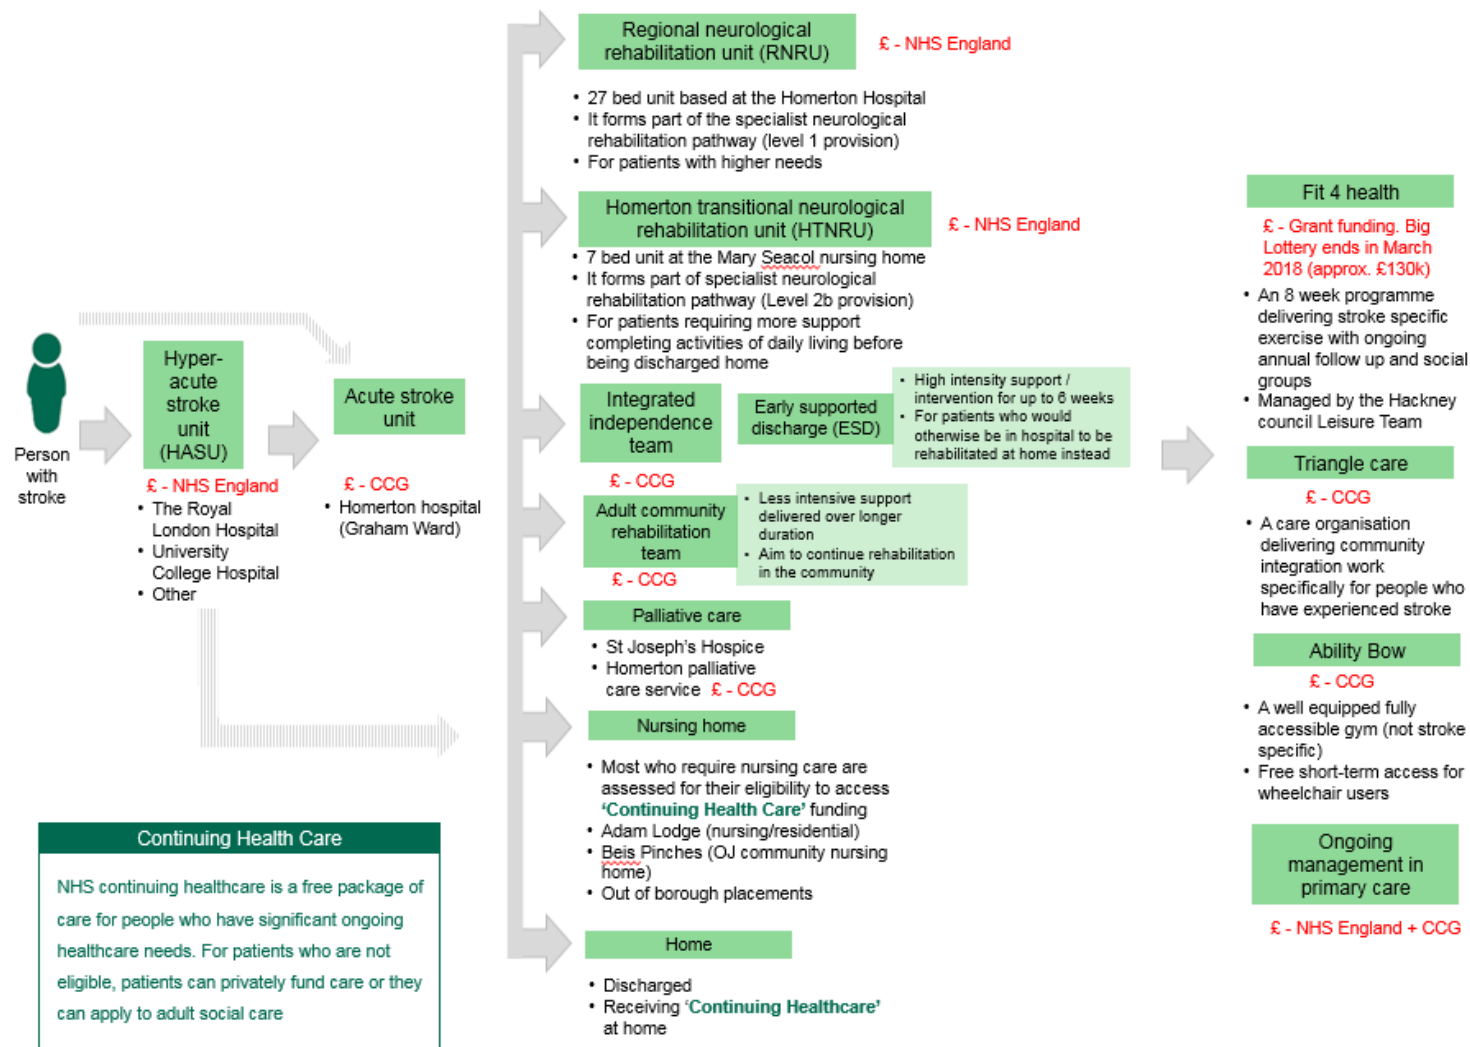 Person
with
stroke
Hyper-
acute
stroke
unit
(HASU)
£ - NHS England
• The Royal
London Hospital
• University
College Hospital
• Other
Acute stroke
unit
£ - CCG
• Homerton hospital
(Graham Ward)
Regional neurological
rehabilitation unit (RNRU)
£ - NHS England
• 27 bed unit based at the Homerton Hospital
• It forms part of the specialist neurological
rehabilitation pathway (level 1 provision)
• For patients with higher needs
Homerton transitional neurological
rehabilitation unit (HTNRU)
£ - NHS England
• 7 bed unit at the Mary Seacol nursing home
• It forms part of specialist neurological
rehabilitation pathway (Level 2b provision)
• For patients requiring more support
completing activities of daily living before
being discharged home
Integrated
independence
team
£ - CCG
Early supported
discharge (ESD)
• High intensity support /
intervention for up to 6 weeks
• For patients who would
otherwise be in hospital to be
rehabilitated at home instead
Adult community
rehabilitation
team
£ - CCG
• Less intensive support
delivered over longer
duration
• Aim to continue rehabilitation
in the community
Palliative care
• St Joseph's Hospice
• Homerton palliative
care service £ - CCG
Nursing home
• Most who require nursing care are
assessed for their eligibility to access
'Continuing Health Care' funding
• Adam Lodge (nursing/residential)
• Beis Pinches (OJ community nursing
home)
• Out of borough placements
Home
• Discharged
• Receiving 'Continuing Healthcare'
at home
Fit 4 health
£ - Grant funding. Big
Lottery ends in March
2018 (approx. £130k)
• An 8 week programme
delivering stroke specific
exercise with ongoing
annual follow up and social
groups
• Managed by the Hackney
council Leisure Team
Triangle care
£ - CCG
• A care organisation
delivering community
integration work
specifically for people who
have experienced stroke
Ability Bow
£ - CCG
• A well equipped fully
accessible gym (not stroke
specific)
• Free short-term access for
wheelchair users
Ongoing
management in
primary care
£ - NHS England + CCG
Continuing Health Care
NHS continuing healthcare is a free package of
care for people who have significant ongoing
healthcare needs. For patients who are not
eligible, patients can privately fund care or they
can apply to adult social care